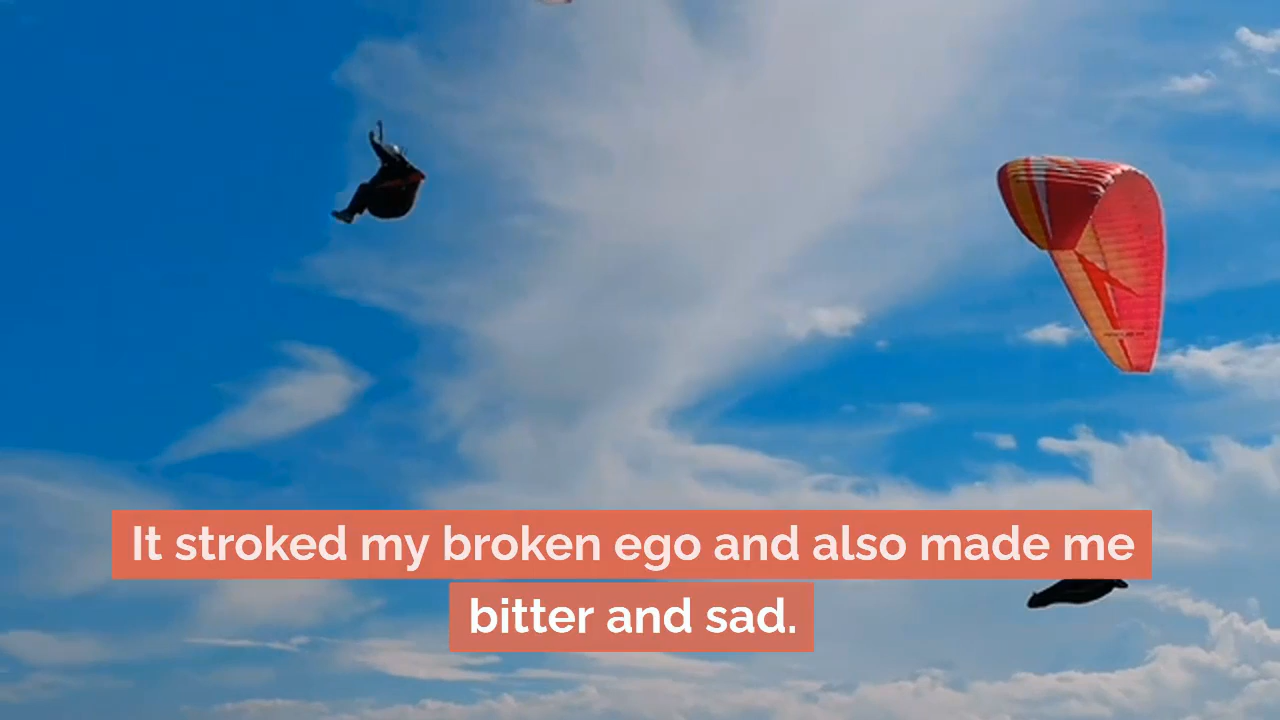 It stroked my broken ego and also made me
bitter and sad.